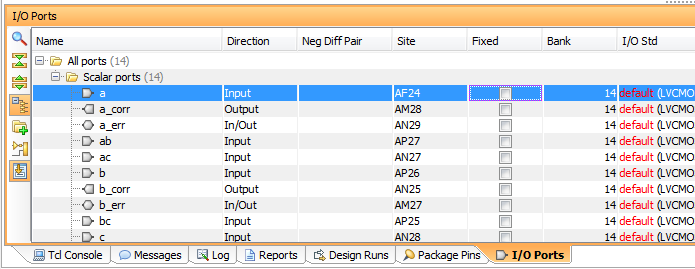 I/O Ports
Name Direction Neg Diff Pair Site Fixed Bank I/O Std
All ports (14)
Scalar ports (14)
a Input AF24 14 default (LVCMO
a_corr Output AM28 14 default (LVCMO
a_err In/Out AN29 14 default (LVCMO
ab Input AP27 14 default (LVCMO
ac Input AN27 14 default (LVCMO
b Input AP26 14 default (LVCMO
b_corr Output AN25 14 default (LVCMO
b_err In/Out AM27 14 default (LVCMO
bc Input AP25 14 default (LVCMO
c Input AN28 14 default (LVCMO
Tcl Console Messages Log Reports Design Runs Package Pins I/O Ports